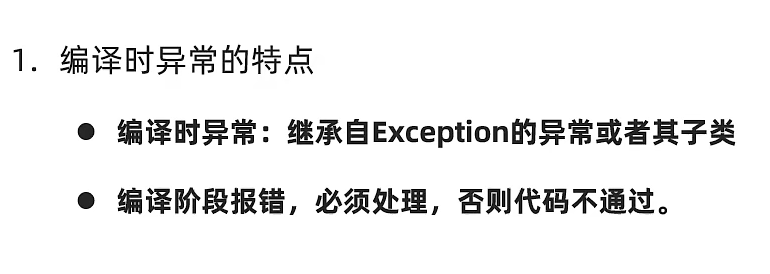 1. 编译时异常的特点
● 编译时异常：继承自Exception的异常或者其子类
● 编译阶段报错，必须处理，否则代码不通过。